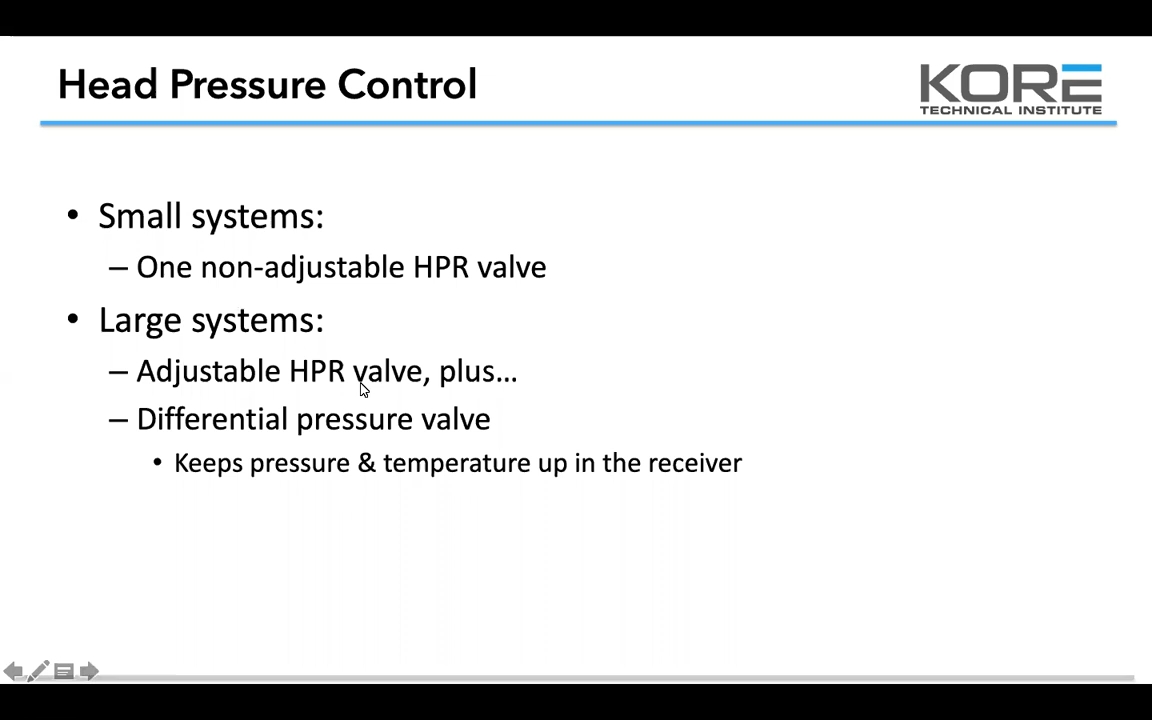 Head Pressure Control
KORE
TECHNICAL INSTITUTE
• Small systems:
– One non-adjustable HPR valve
• Large systems:
– Adjustable HPR valve, plus...
– Differential pressure valve
• Keeps pressure & temperature up in the receiver